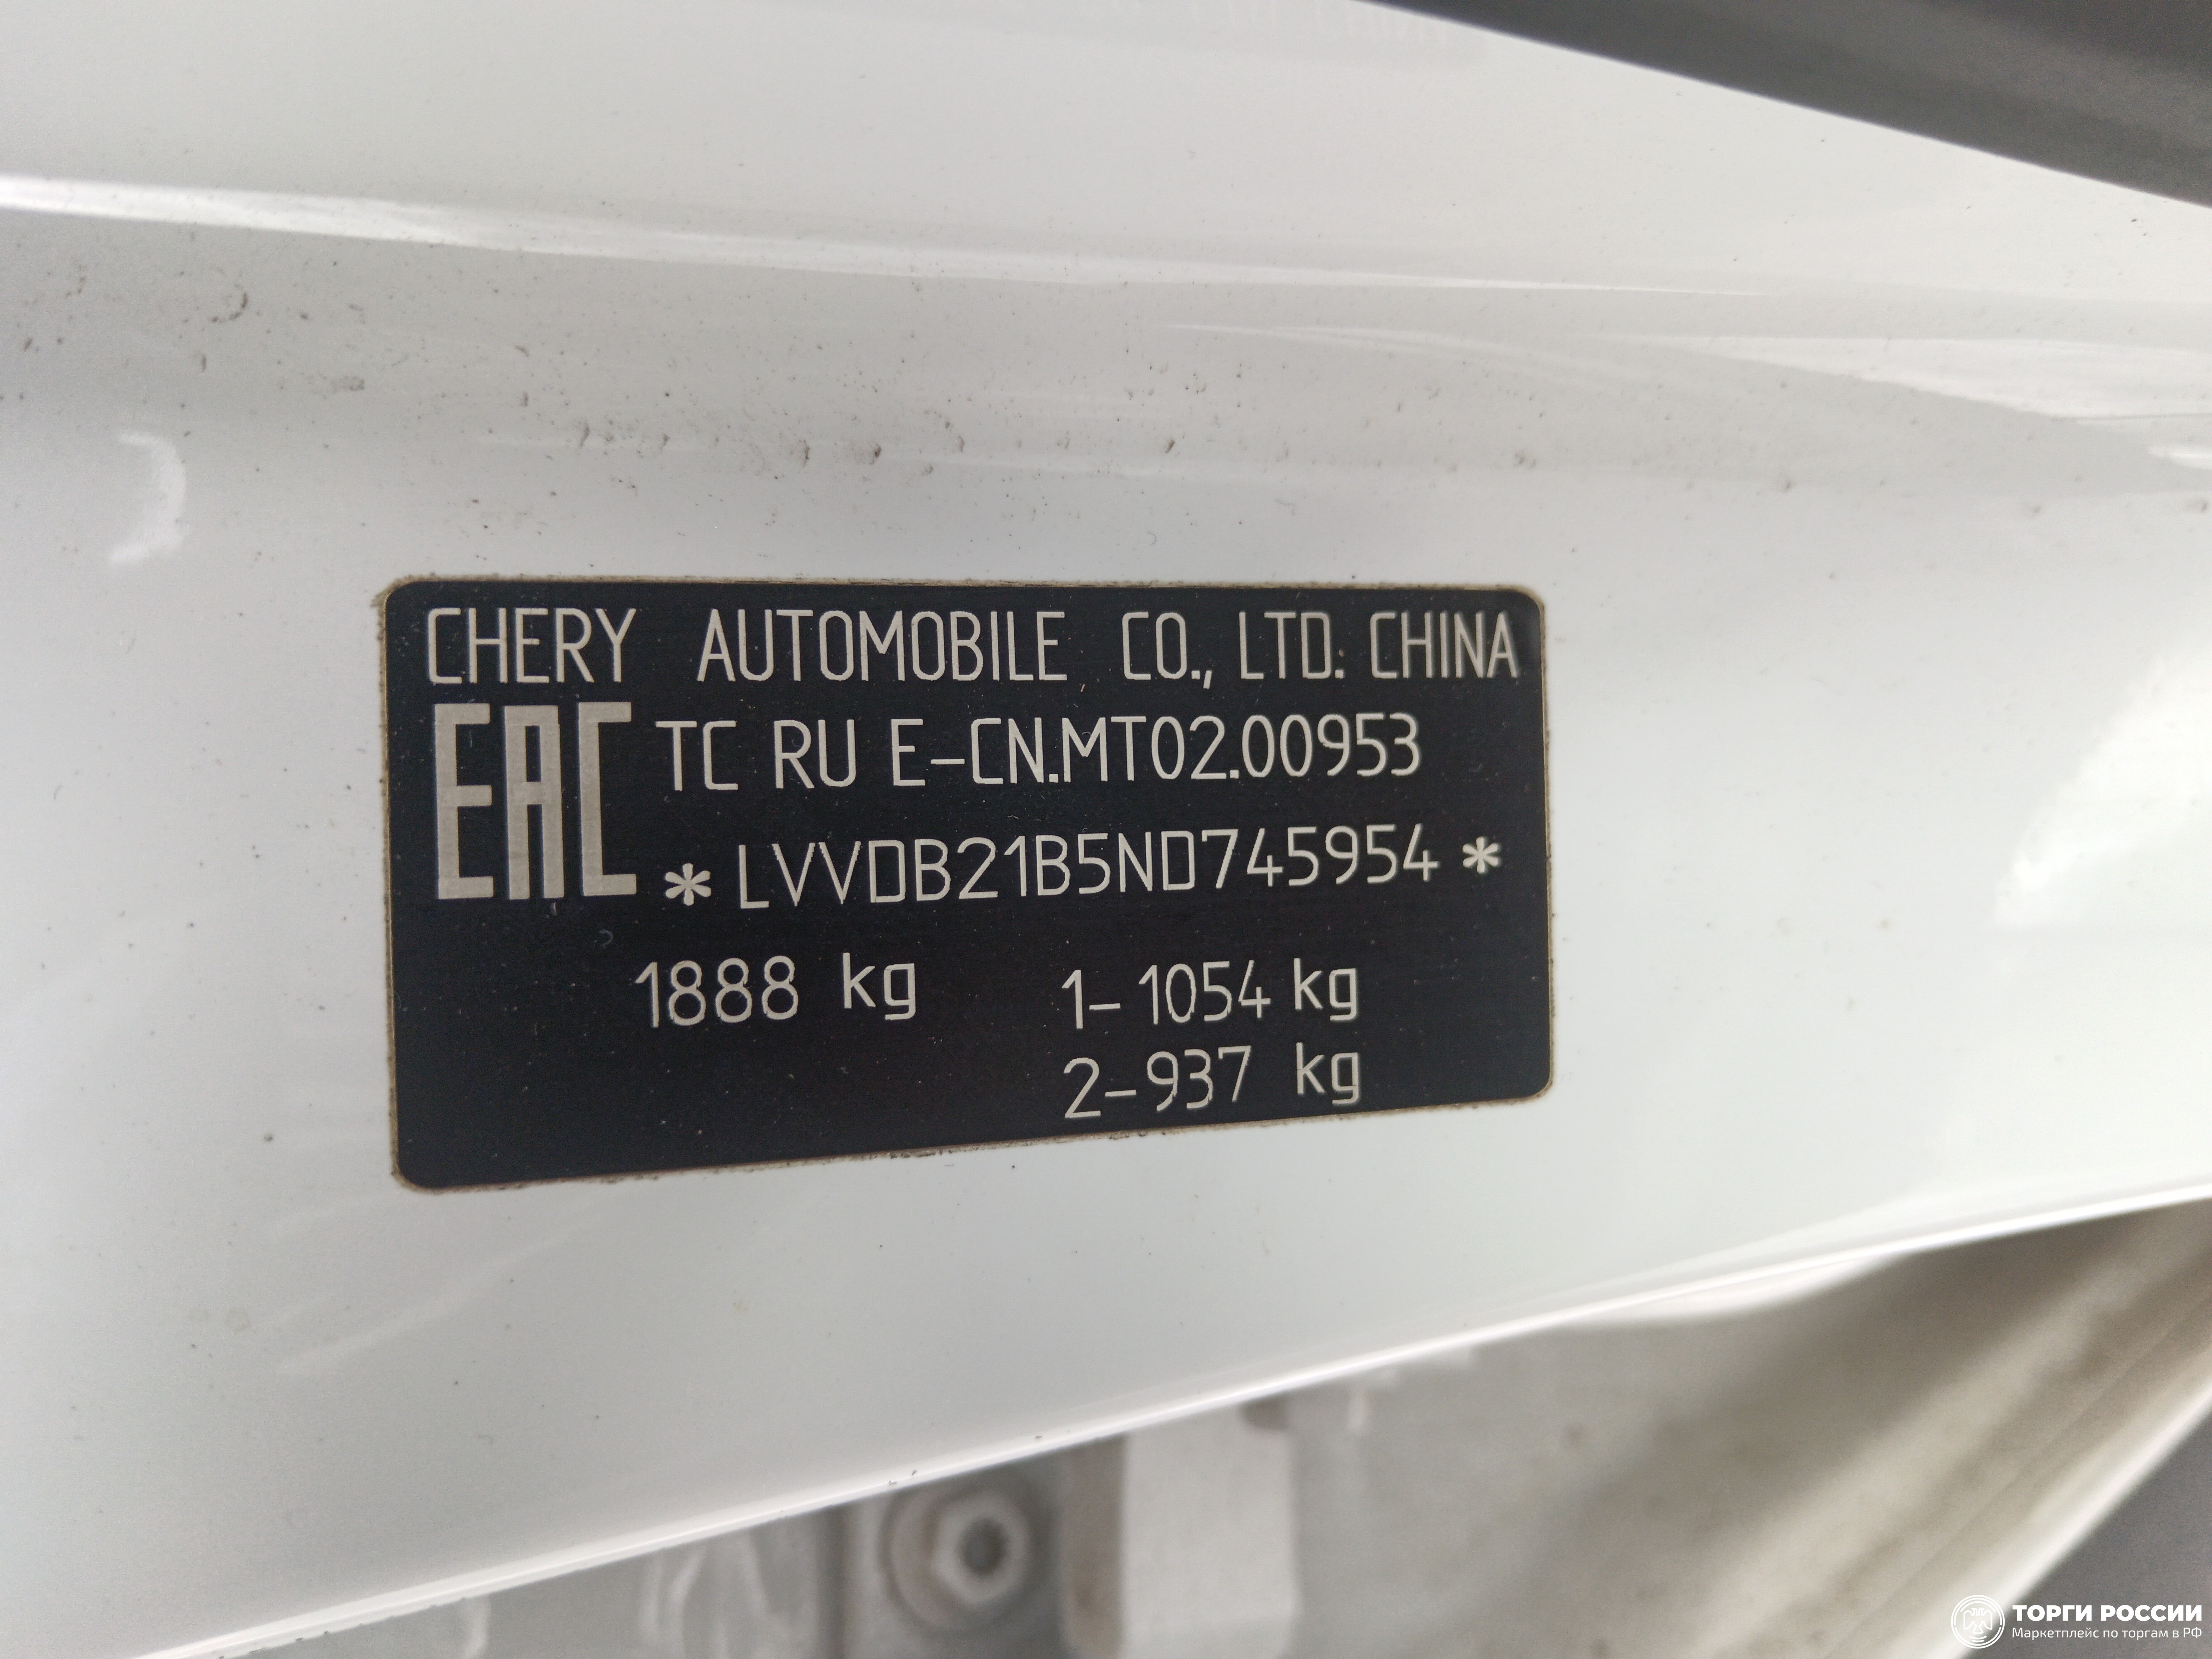 CHERY AUTOMOBILE CO., LTD. CHINA
EAC TC RU E-CN.MT02.00953
*LVVDB21B5ND745954*
1888 kg 1-1054 kg
2-937 kg
ТОРГИ РОССИИ
Маркетплейс по торгам в РФ